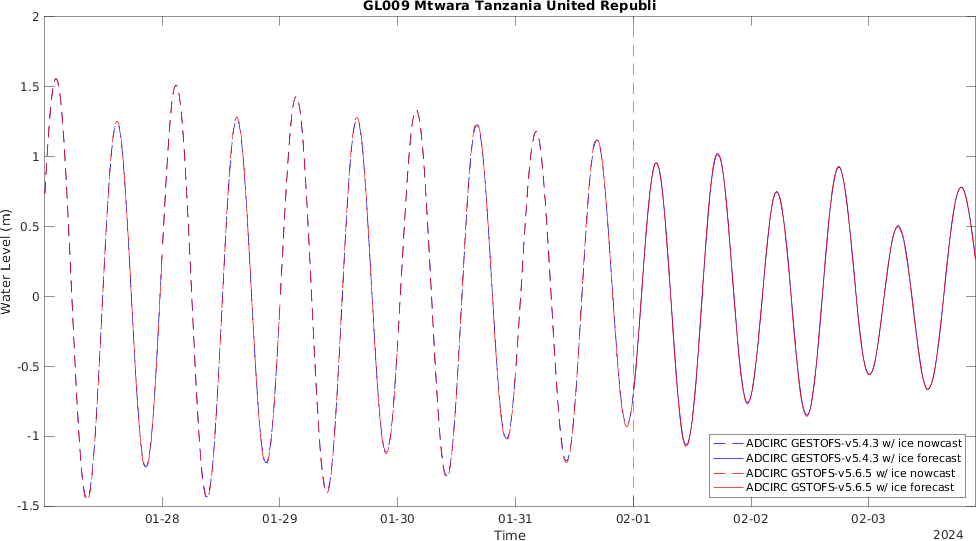 GL009 Mtwara Tanzania United Republi
2
1.5
1
0.5
0
-0.5
-1
-1.5
Water Level (m)
01-28
01-29
01-30
01-31
02-01
02-02
02-03
Time
2024
ADCIRC GESTOFS-v5.4.3 w/ ice nowcast
ADCIRC GESTOFS-v5.4.3 w/ ice forecast
ADCIRC GSTOFS-v5.6.5 w/ ice nowcast
ADCIRC GSTOFS-v5.6.5 w/ ice forecast